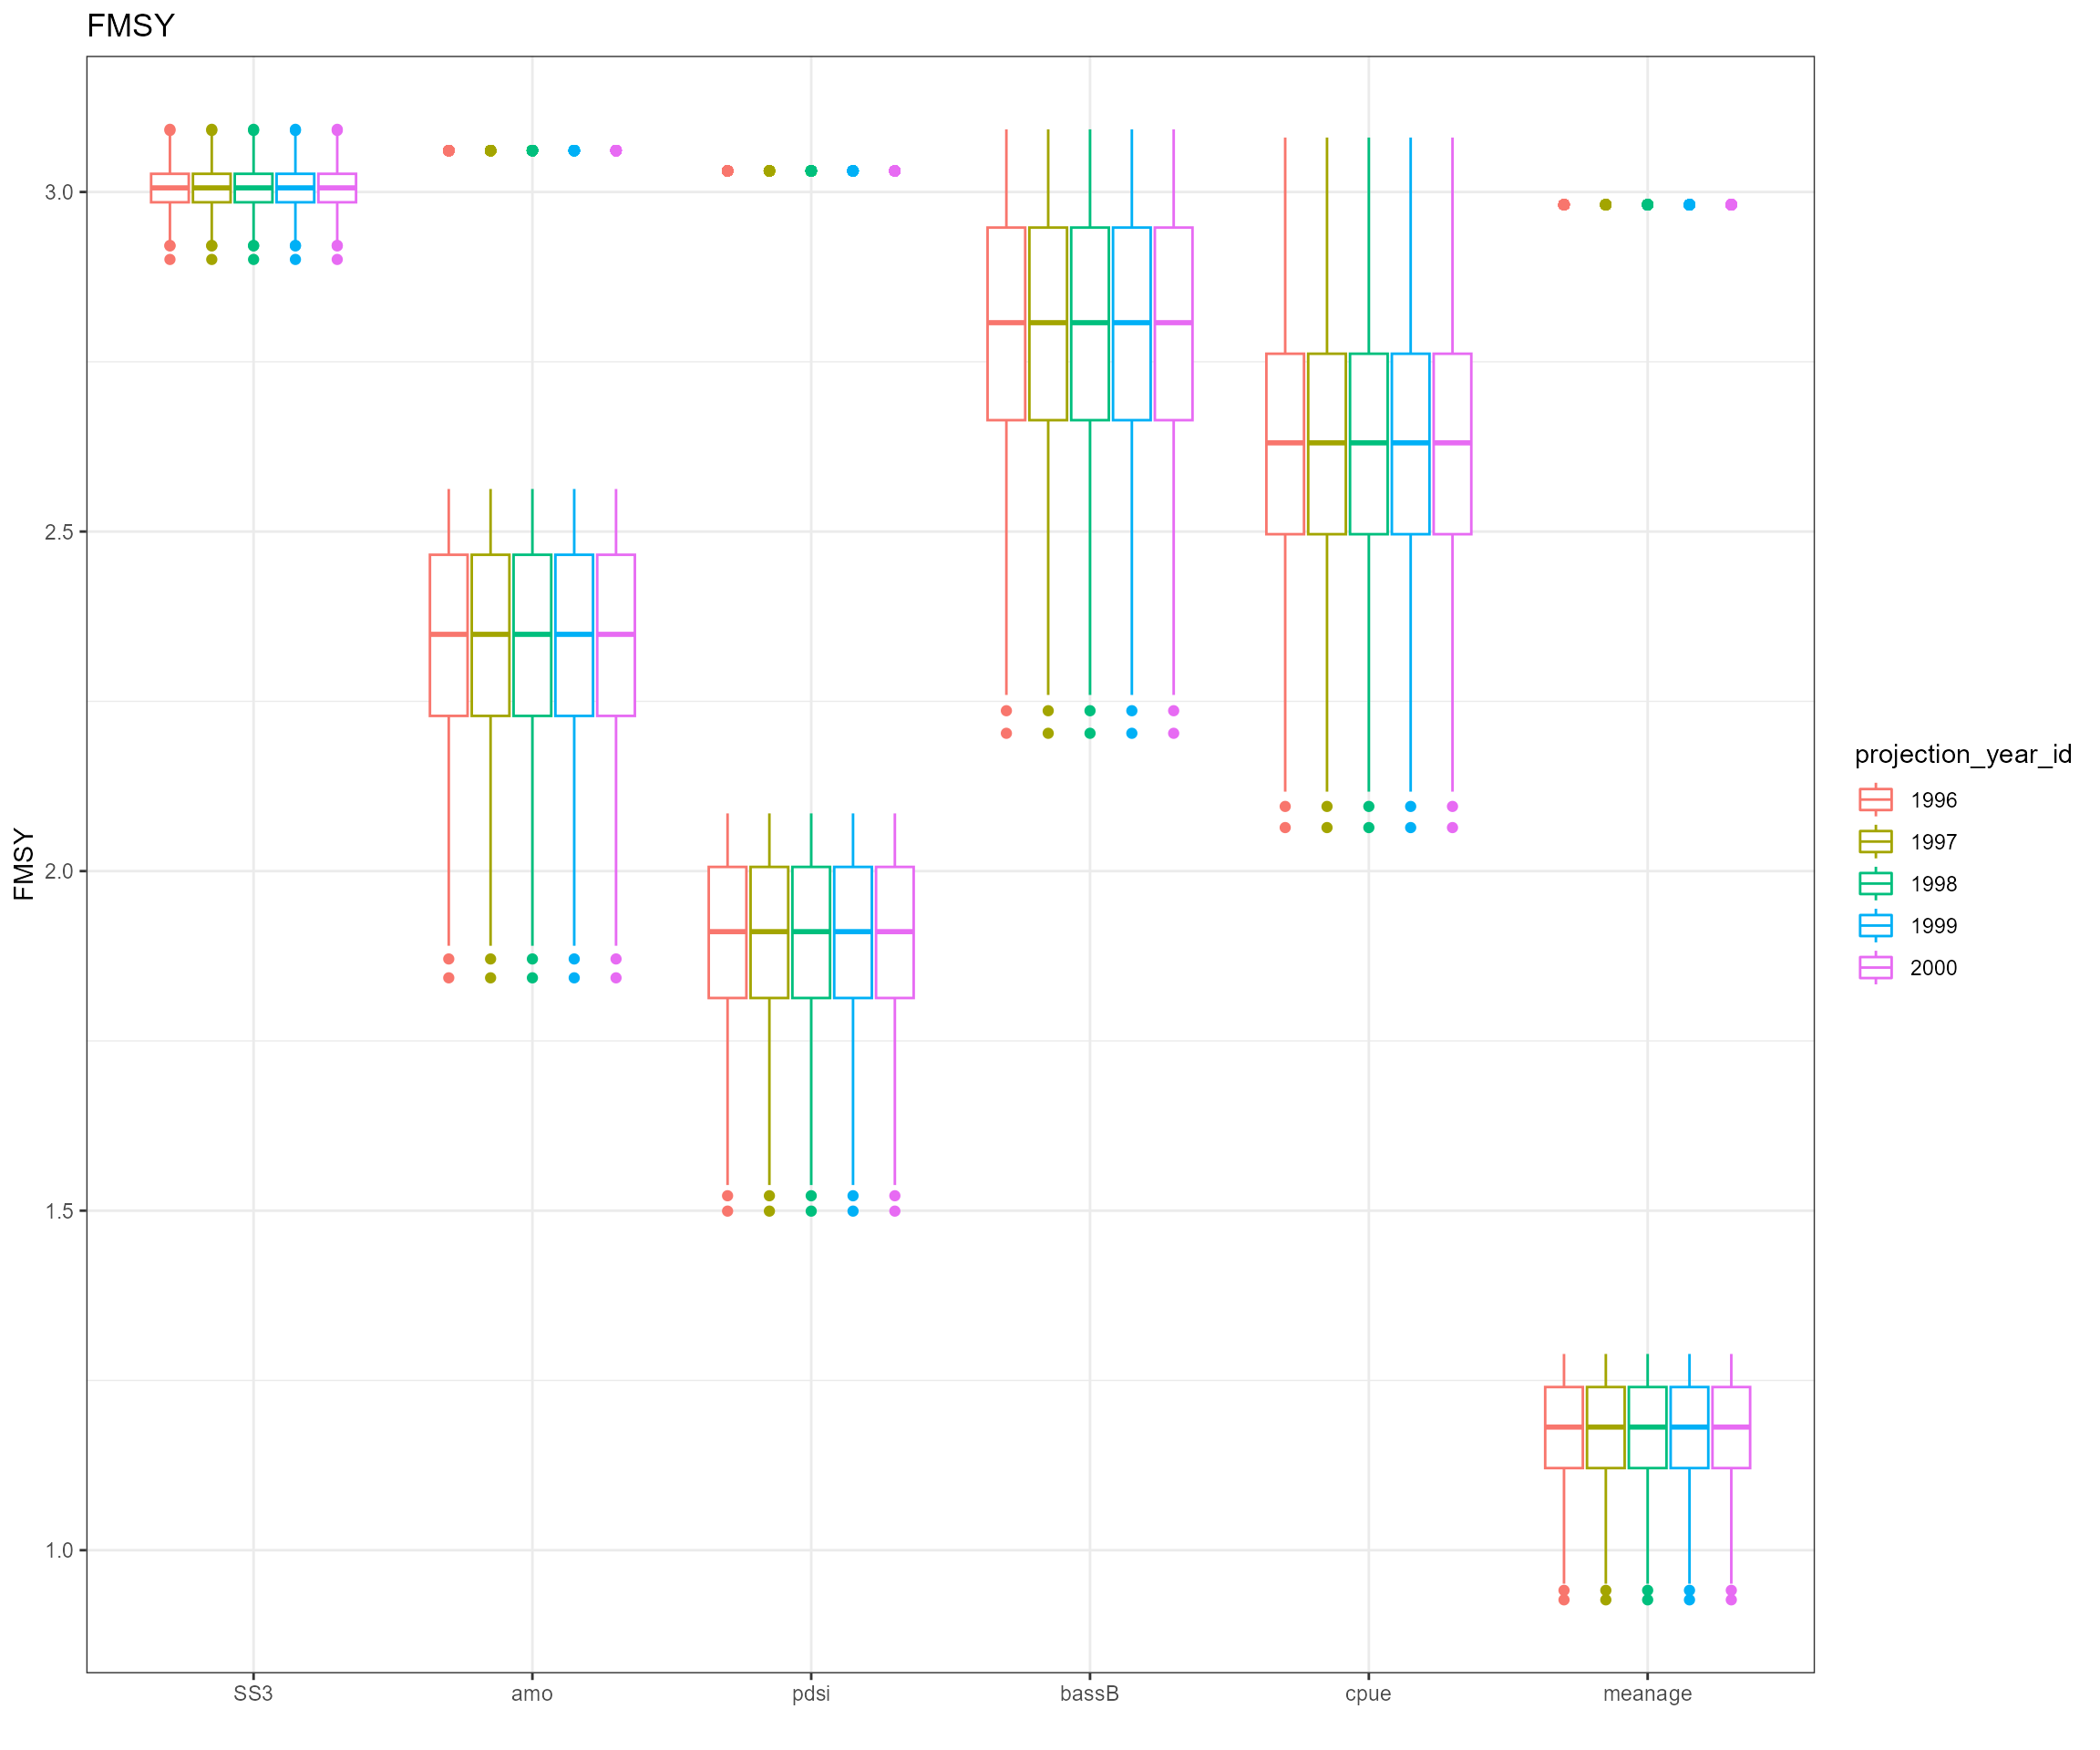 FMSY
3.0
2.5
2.0
1.5
1.0
FMSY
SS3
amo
pdsi
bassB
cpue
meanage
projection_year_id
1996
1997
1998
1999
2000